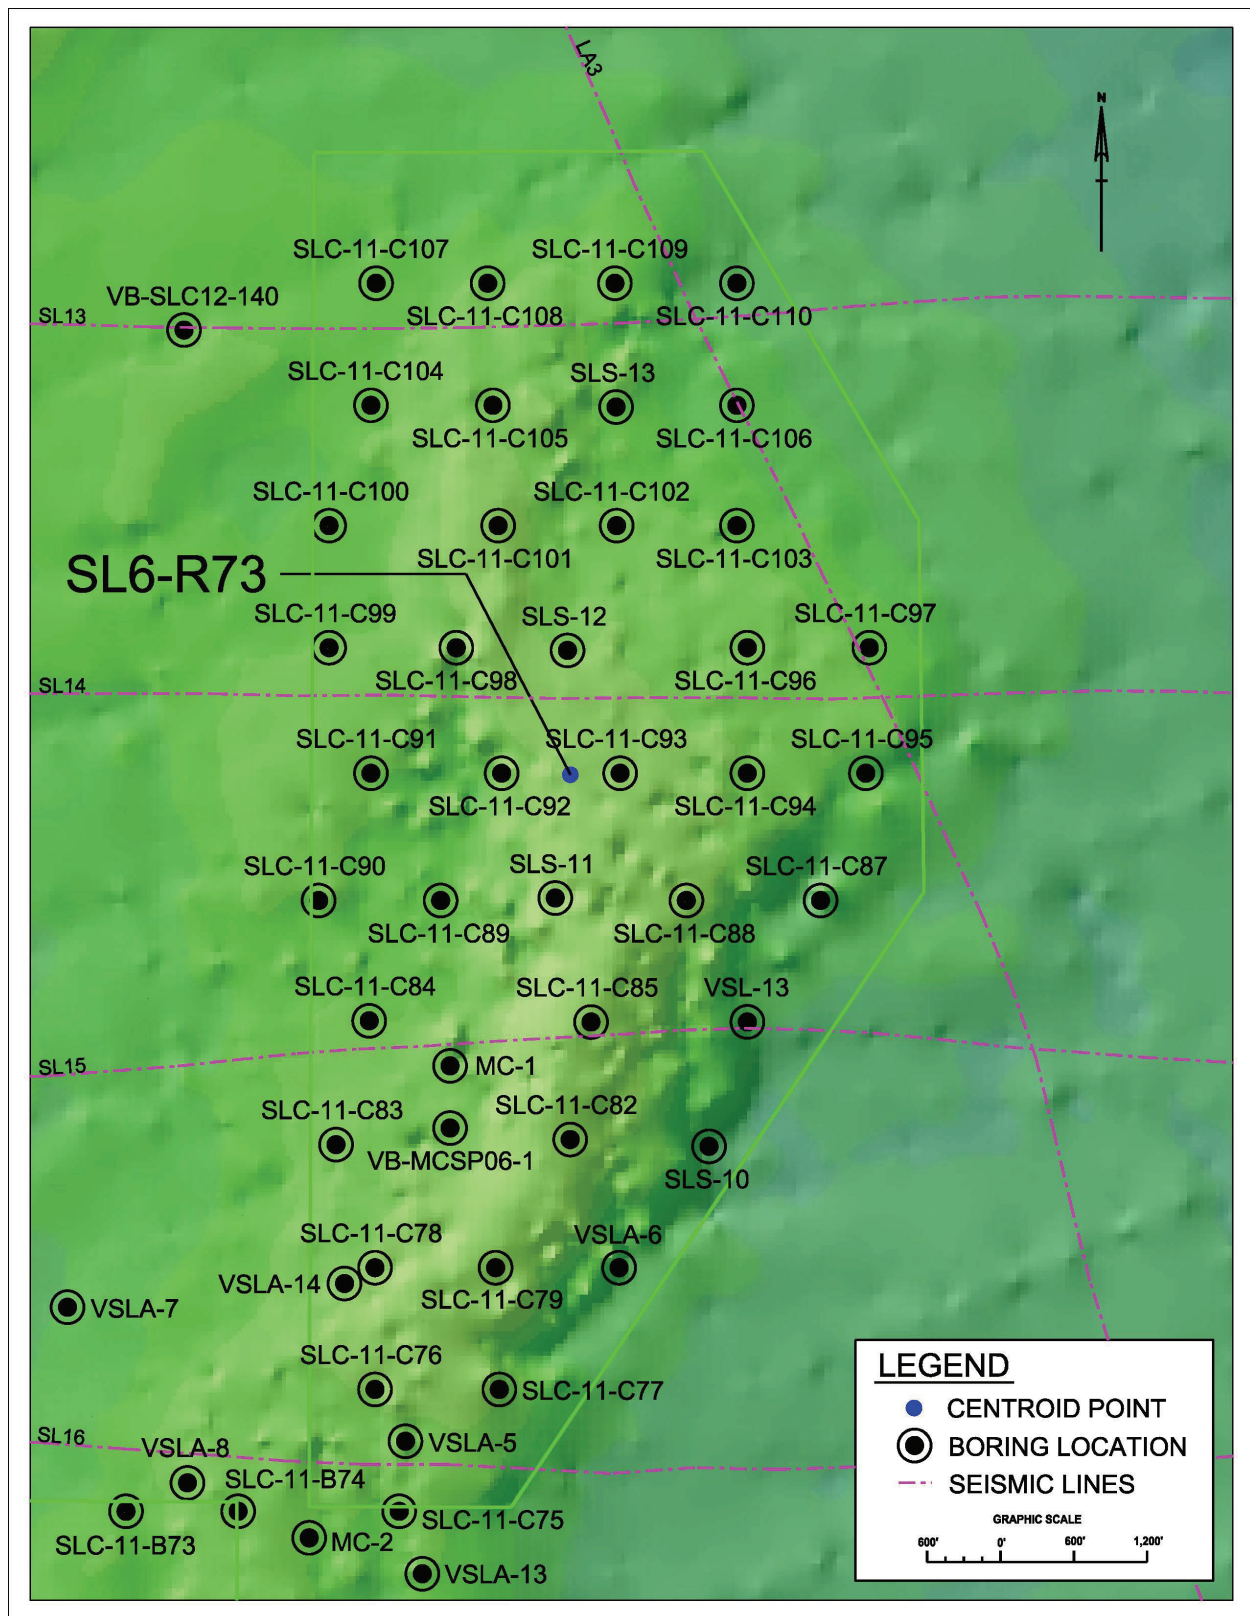 LA3
N
SLC-11-C107
SLC-11-C109
VB-SLC12-140
SL13
SLC-11-C108
SLC-11-C110
SLC-11-C104
SLS-13
SLC-11-C105
SLC-11-C106
SLC-11-C100
SLC-11-C102
SLC-11-C101
SLC-11-C103
SL6-R73
SLC-11-C99
SLS-12
SLC-11-C97
SL14
SLC-11-C98
SLC-11-C96
SLC-11-C91
SLC-11-C93
SLC-11-C95
SLC-11-C92
SLC-11-C94
SLC-11-C90
SLS-11
SLC-11-C87
SLC-11-C89
SLC-11-C88
SLC-11-C84
SLC-11-C85
VSL-13
SL15
MC-1
SLC-11-C83
SLC-11-C82
VB-MCSP06-1
SLS-10
SLC-11-C78
VSLA-6
VSLA-14
SLC-11-C79
VSLA-7
SLC-11-C76
SLC-11-C77
SL16
VSLA-8
VSLA-5
SLC-11-B74
SLC-11-C75
SLC-11-B73
MC-2
VSLA-13
LEGEND
CENTROID POINT
BORING LOCATION
SEISMIC LINES
GRAPHIC SCALE
600' 0' 600' 1,200'